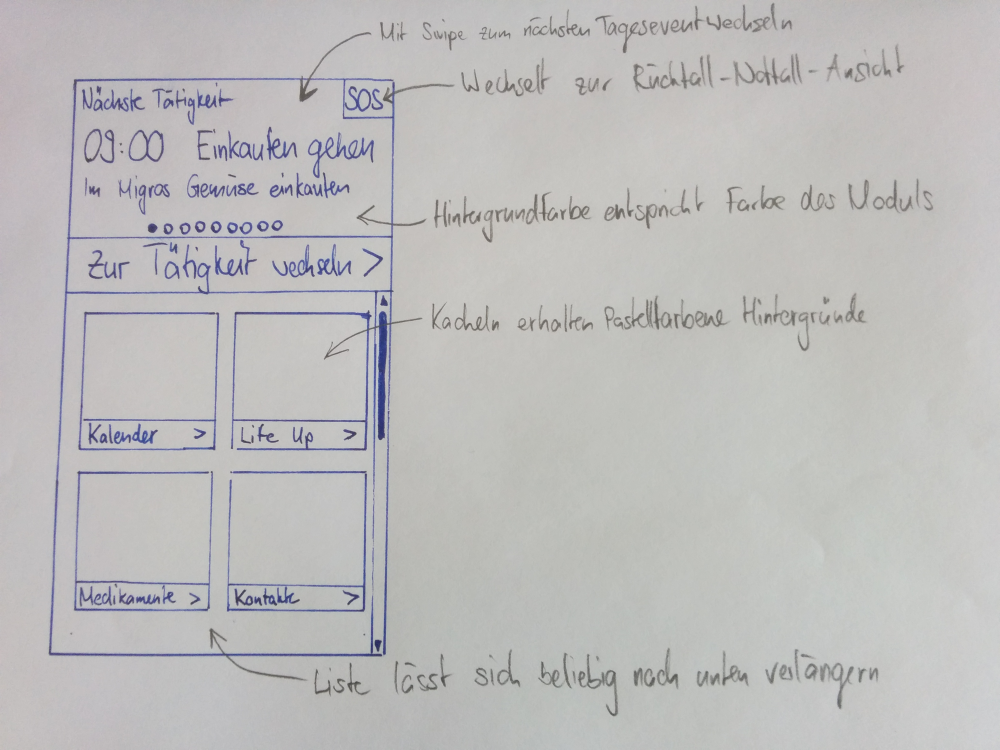 Mit Swipe zum nächsten Tagesevent wechseln
Wechselt zur Rückfall-Notfall-Ansicht
Nächste Tätigkeit
SOS
09:00 Einkaufen gehen
Im Migros Gemüse einkaufen
Hintergrundfarbe entspricht Farbe des Moduls
Zur Tätigkeit wechseln >
Kacheln erhalten Pastellfarbene Hintergründe
Kalender >
Life Up >
Medikamente >
Kontakte >
Liste lässt sich beliebig nach unten verlängern